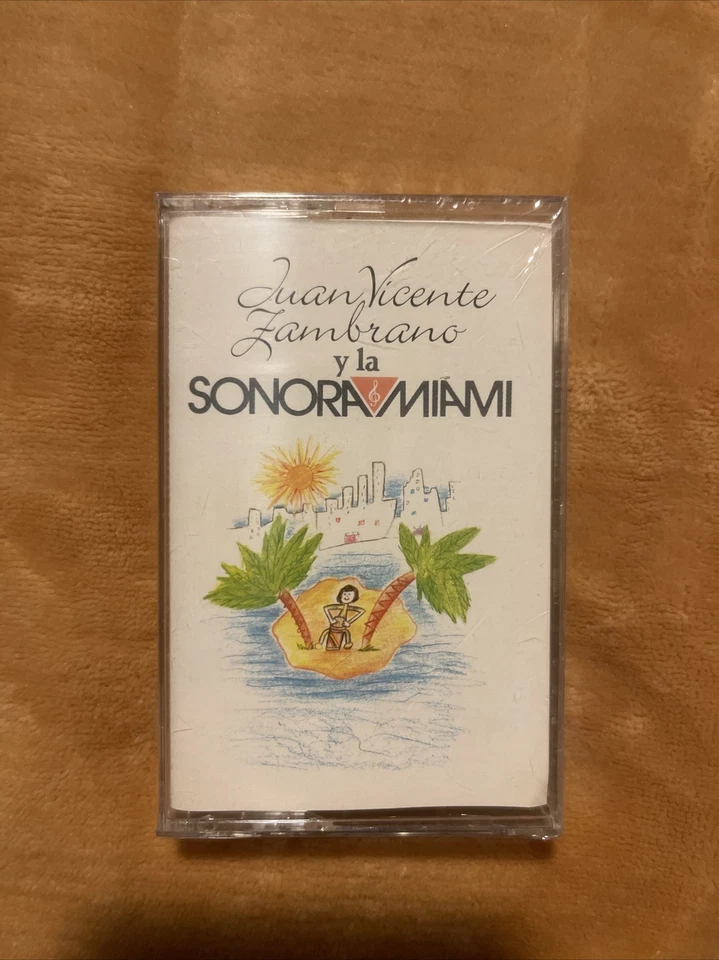 Juan Vicente
Zambrano
y la
SONORA MIAMI